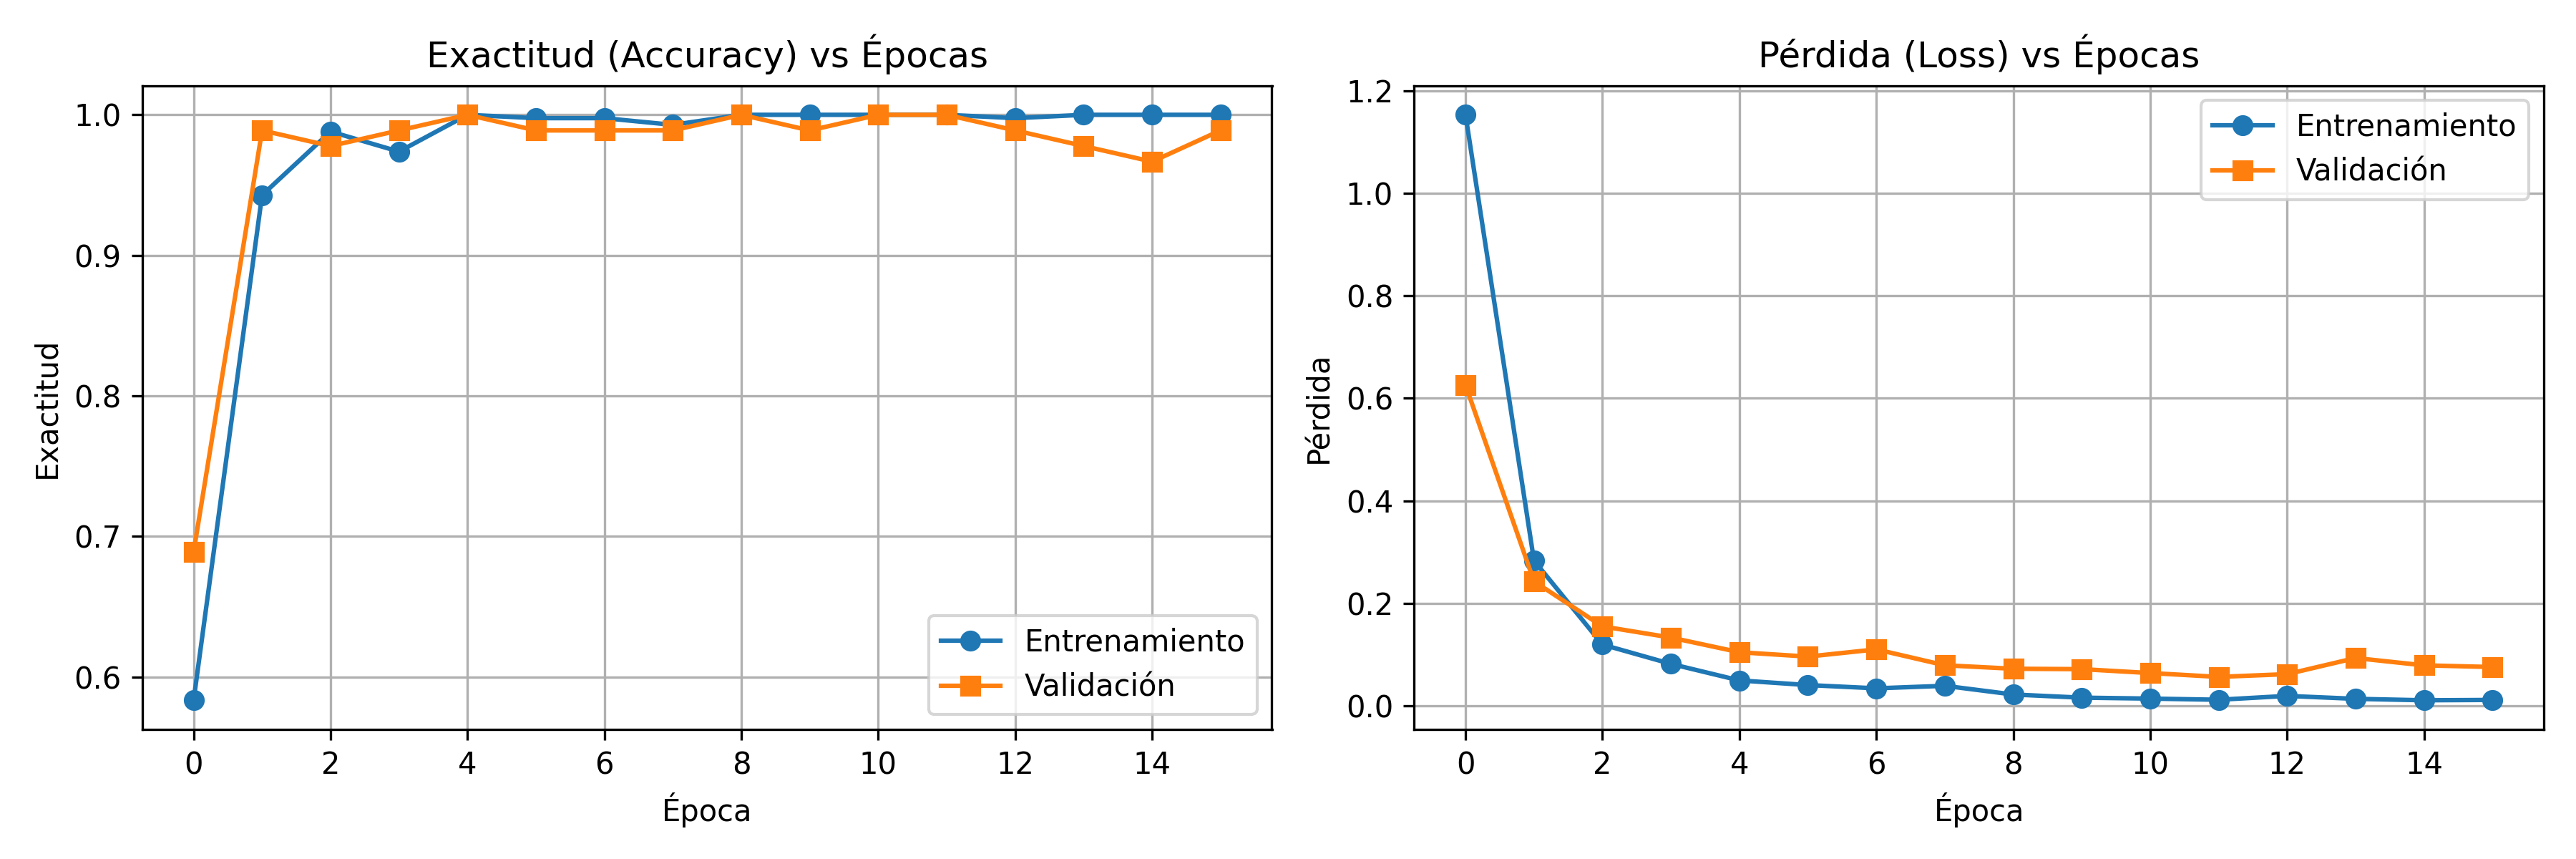 Exactitud (Accuracy) vs Épocas
1.0
0.9
0.8
0.7
0.6
Exactitud
Entrenamiento
Validación
0 2 4 6 8 10 12 14
Época
Pérdida (Loss) vs Épocas
1.2
1.0
0.8
0.6
0.4
0.2
0.0
Pérdida
Entrenamiento
Validación
0 2 4 6 8 10 12 14
Época